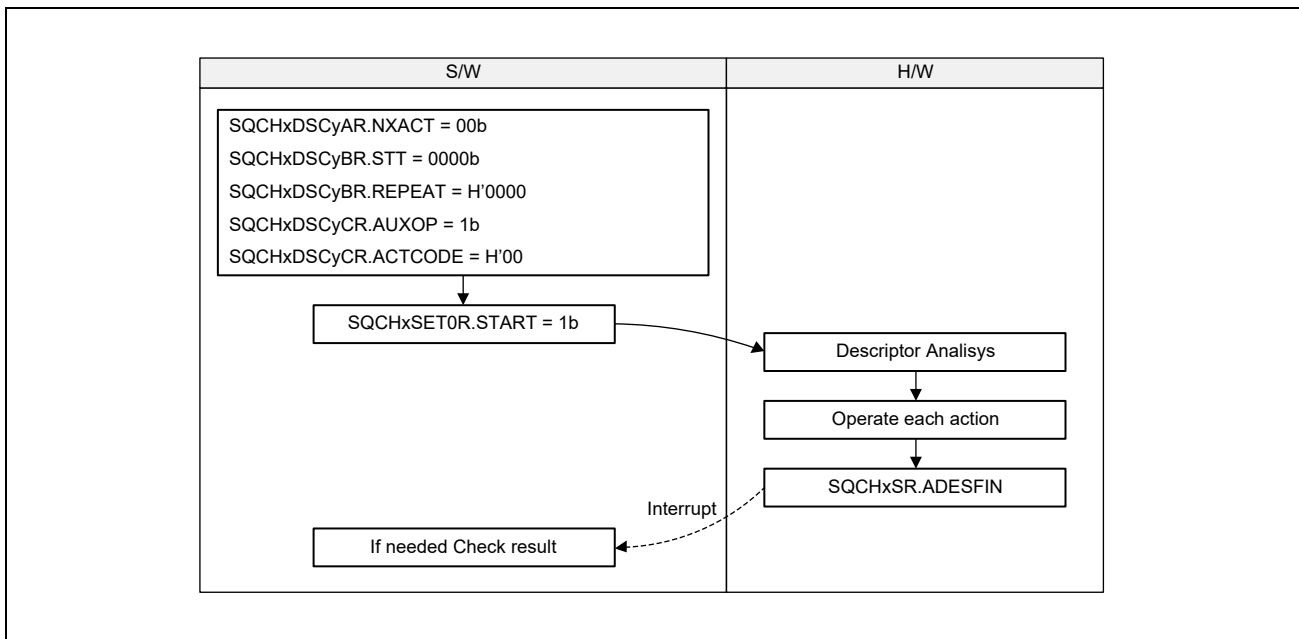 S/W
H/W
SQCHxDSCyAR.NXACT = 00b
SQCHxDSCyBR.STT = 0000b
SQCHxDSCyBR.REPEAT = H'0000
SQCHxDSCyCR.AUXOP = 1b
SQCHxDSCyCR.ACTCODE = H'00
SQCHxSET0R.START = 1b
Descriptor Analisys
Operate each action
SQCHxSR.ADESFIN
Interrupt
If needed Check result